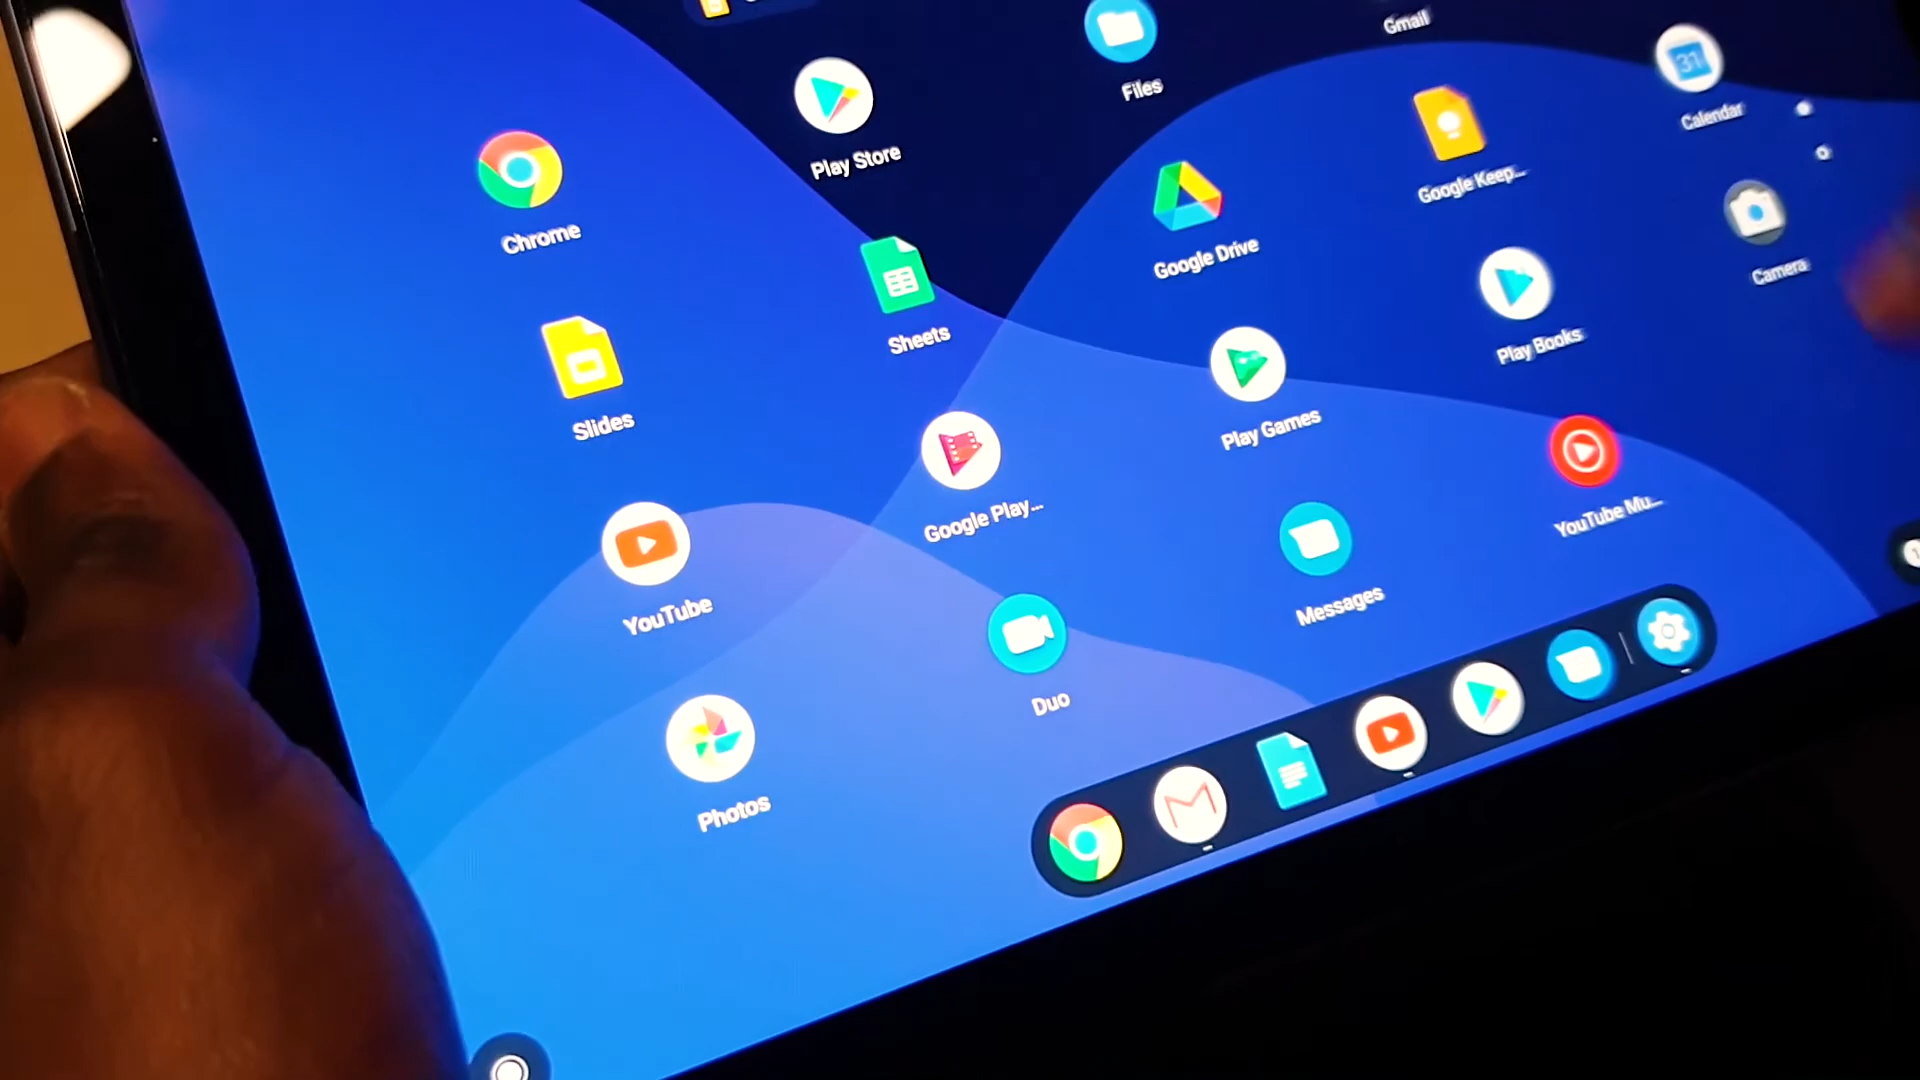 Gmail
Files
Calendar
31
Play Store
Google Keep...
Chrome
Google Drive
Camera
Sheets
Play Books
Slides
Play Games
Google Play...
YouTube Mu...
YouTube
Messages
Duo
Photos